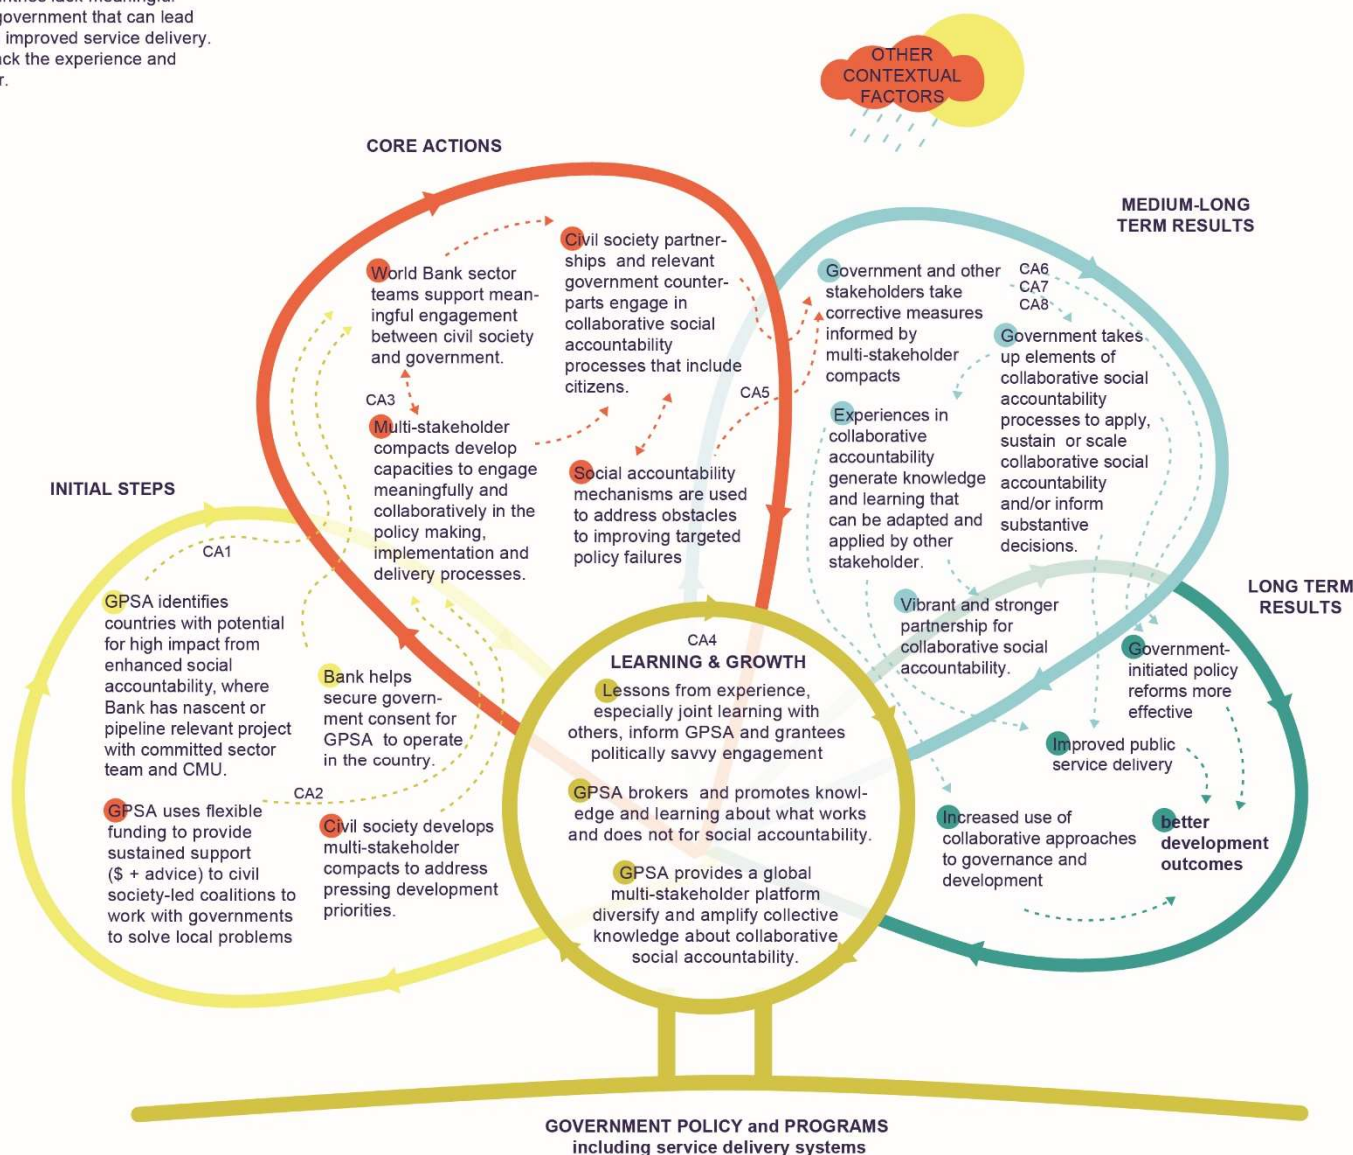 government that can lead
improved service delivery.
ack the experience and
OTHER
CONTEXTUAL
FACTORS
CORE ACTIONS
World Bank sector
teams support mean-
ingful engagement
between civil society
and government.
Civil society partner-
ships and relevant
government counter-
parts engage in
collaborative social
accountability
processes that include
citizens.
CA3
Multi-stakeholder
compacts develop
capacities to engage
meaningfully and
collaboratively in the
policy making,
implementation and
delivery processes.
Social accountability
mechanisms are used
to address obstacles
to improving targeted
policy failures
CA5
MEDIUM-LONG
TERM RESULTS
Government and other
stakeholders take
corrective measures
informed by
multi-stakeholder
compacts
CA6
CA7
CA8
Government takes
up elements of
collaborative social
accountability
processes to apply,
sustain or scale
collaborative social
accountability
and/or inform
substantive
decisions.
Experiences in
collaborative
accountability
generate knowledge
and learning that
can be adapted and
applied by other
stakeholder.
Vibrant and stronger
partnership for
collaborative social
accountability.
INITIAL STEPS
CA1
GPSA identifies
countries with potential
for high impact from
enhanced social
accountability, where
Bank has nascent or
pipeline relevant project
with committed sector
team and CMU.
Bank helps
secure govern-
ment consent for
GPSA to operate
in the country.
CA2
GPSA uses flexible
funding to provide
sustained support
($ + advice) to civil
society-led coalitions to
work with governments
to solve local problems
Civil society develops
multi-stakeholder
compacts to address
pressing development
priorities.
CA4
LEARNING & GROWTH
Lessons from experience,
especially joint learning with
others, inform GPSA and grantees
politically savvy engagement
GPSA brokers and promotes knowl-
edge and learning about what works
and does not for social accountability.
GPSA provides a global
multi-stakeholder platform
diversify and amplify collective
knowledge about collaborative
social accountability.
LONG TERM
RESULTS
Government-
initiated policy
reforms more
effective
Improved public
service delivery
Increased use of
collaborative approaches
to governance and
development
better
development
outcomes
GOVERNMENT POLICY and PROGRAMS
including service delivery systems